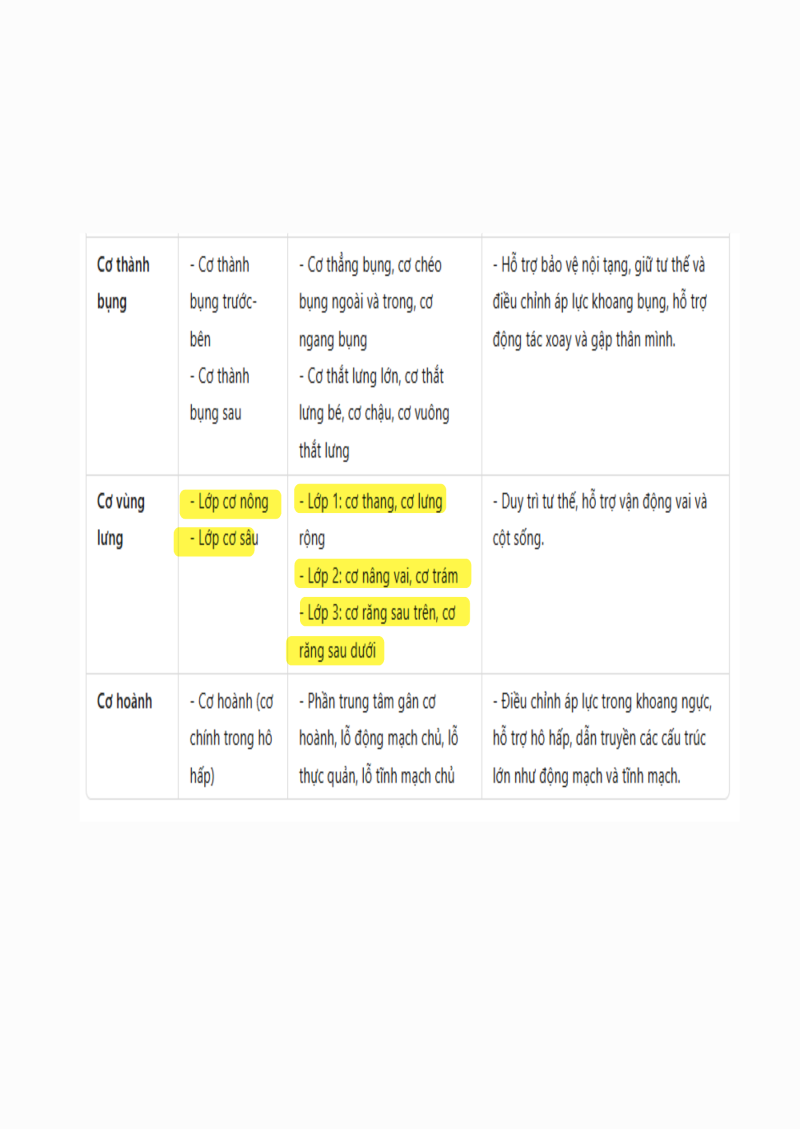 Cơ thành
bụng
- Cơ thành
bụng trước-
bên
- Cơ thành
bụng sau
- Cơ thẳng bụng, cơ chéo
bụng ngoài và trong, cơ
ngang bụng
- Cơ thắt lưng lớn, cơ thắt
lưng bé, cơ chậu, cơ vuông
thắt lưng
- Hỗ trợ bảo vệ nội tạng, giữ tư thế và
điều chỉnh áp lực khoang bụng, hỗ trợ
động tác xoay và gập thân mình.
Cơ vùng
lưng
- Lớp cơ nông
- Lớp cơ sâu
- Lớp 1: cơ thang, cơ lưng
rộng
- Lớp 2: cơ nâng vai, cơ trám
- Lớp 3: cơ răng sau trên, cơ
răng sau dưới
- Duy trì tư thế, hỗ trợ vận động vai và
cột sống.
Cơ hoành
- Cơ hoành (cơ
chính trong hô
hấp)
- Phần trung tâm gân cơ
hoành, lỗ động mạch chủ, lỗ
thực quản, lỗ tĩnh mạch chủ
- Điều chỉnh áp lực trong khoang ngực,
hỗ trợ hô hấp, dẫn truyền các cấu trúc
lớn như động mạch và tĩnh mạch.